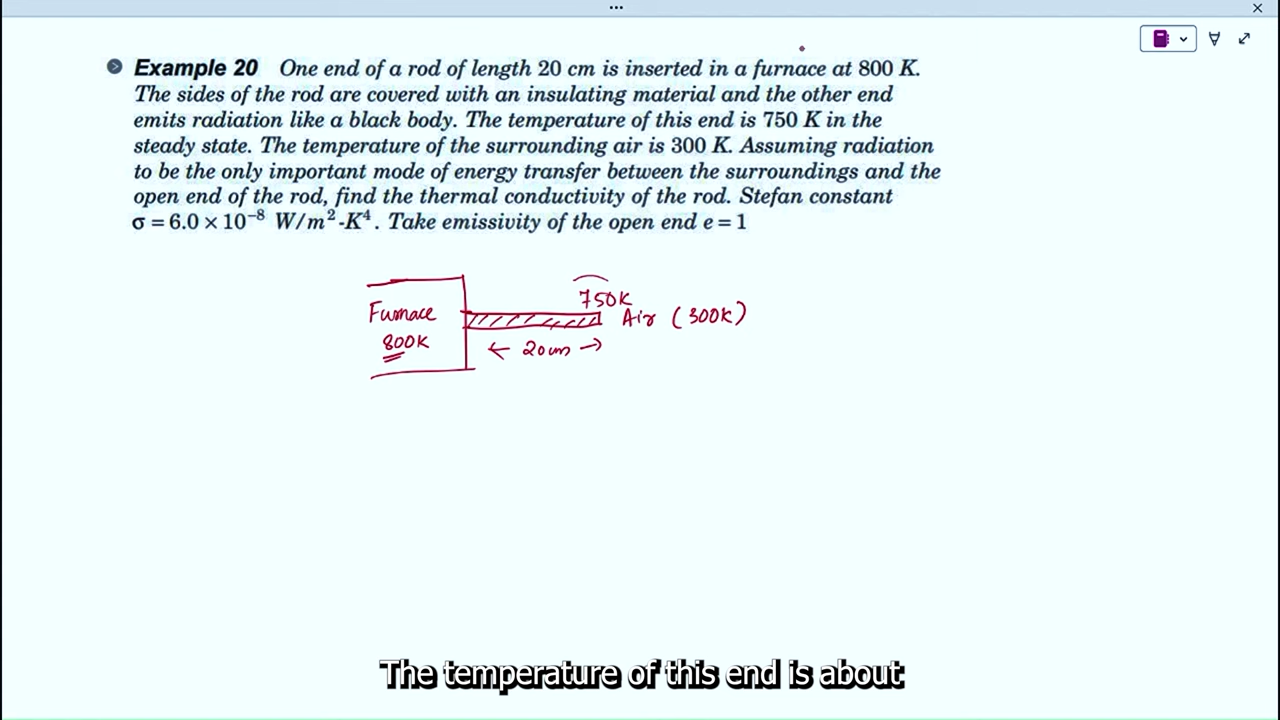 Example 20 One end of a rod of length 20 cm is inserted in a furnace at 800 K.
The sides of the rod are covered with an insulating material and the other end
emits radiation like a black body. The temperature of this end is 750 K in the
steady state. The temperature of the surrounding air is 300 K. Assuming radiation
to be the only important mode of energy transfer between the surroundings and the
open end of the rod, find the thermal conductivity of the rod. Stefan constant
σ = 6.0 × 10⁻⁸ W/m²-K⁴. Take emissivity of the open end e = 1
750K
Furnace
Air (300K)
800K
20cm
The temperature of this end is about